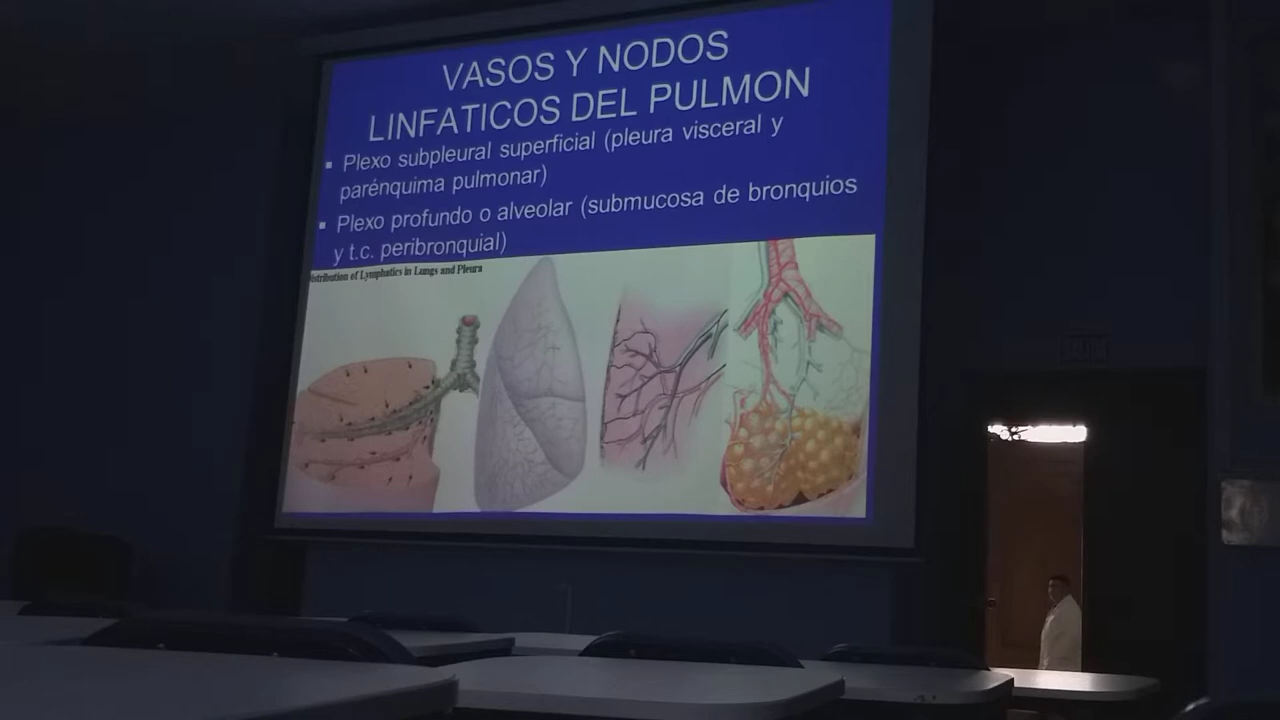 VASOS Y NODOS
LINFATICOS DEL PULMON
▪ Plexo subpleural superficial (pleura visceral y
parénquima pulmonar)
▪ Plexo profundo o alveolar (submucosa de bronquios
y t.c. peribronquial)
istribution of Lymphatics in Lungs and Pleura
SALIDA